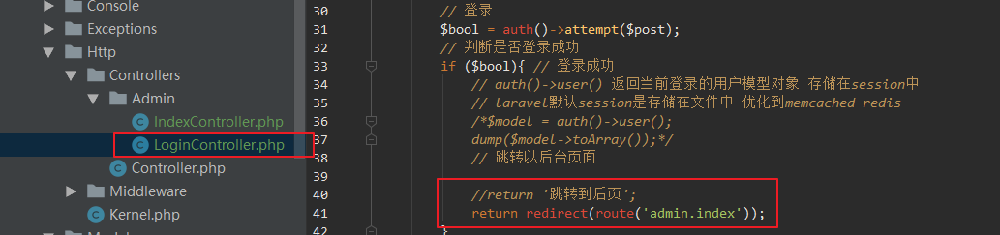 Console
Exceptions
Http
Controllers
Admin
IndexController.php
LoginController.php
Controller.php
Middleware
Kernel.php
30 // 登录
31 $bool = auth()->attempt($post);
32 // 判断是否登录成功
33 if ($bool){ // 登录成功
34 // auth()->user() 返回当前登录的用户模型对象 存储在session中
35 // laravel默认session是存储在文件中 优化到memcached redis
36 /*$model = auth()->user();
37 dump($model->toArray());*/
38 // 跳转以后台页面
39
40 //return '跳转到后页';
41 return redirect(route('admin.index'));
42 }